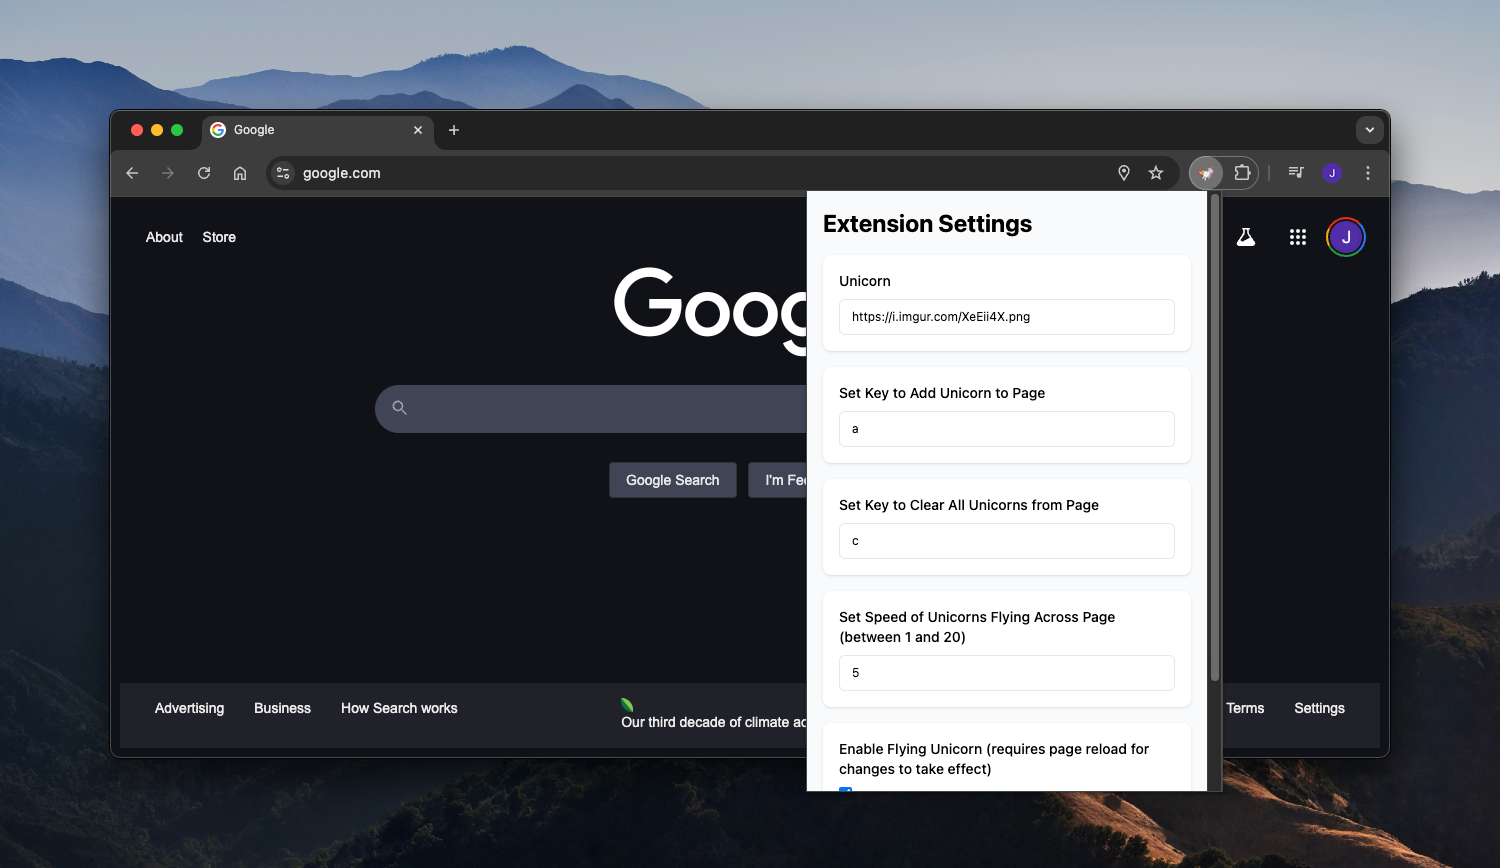 Google
google.com
J
About
Store
J
Goog
Google Search
I'm Fee
Extension Settings
Unicorn
https://i.imgur.com/XeEii4X.png
Set Key to Add Unicorn to Page
a
Set Key to Clear All Unicorns from Page
c
Set Speed of Unicorns Flying Across Page
(between 1 and 20)
5
Enable Flying Unicorn (requires page reload for
changes to take effect)
Advertising
Business
How Search works
Our third decade of climate ac
Terms
Settings